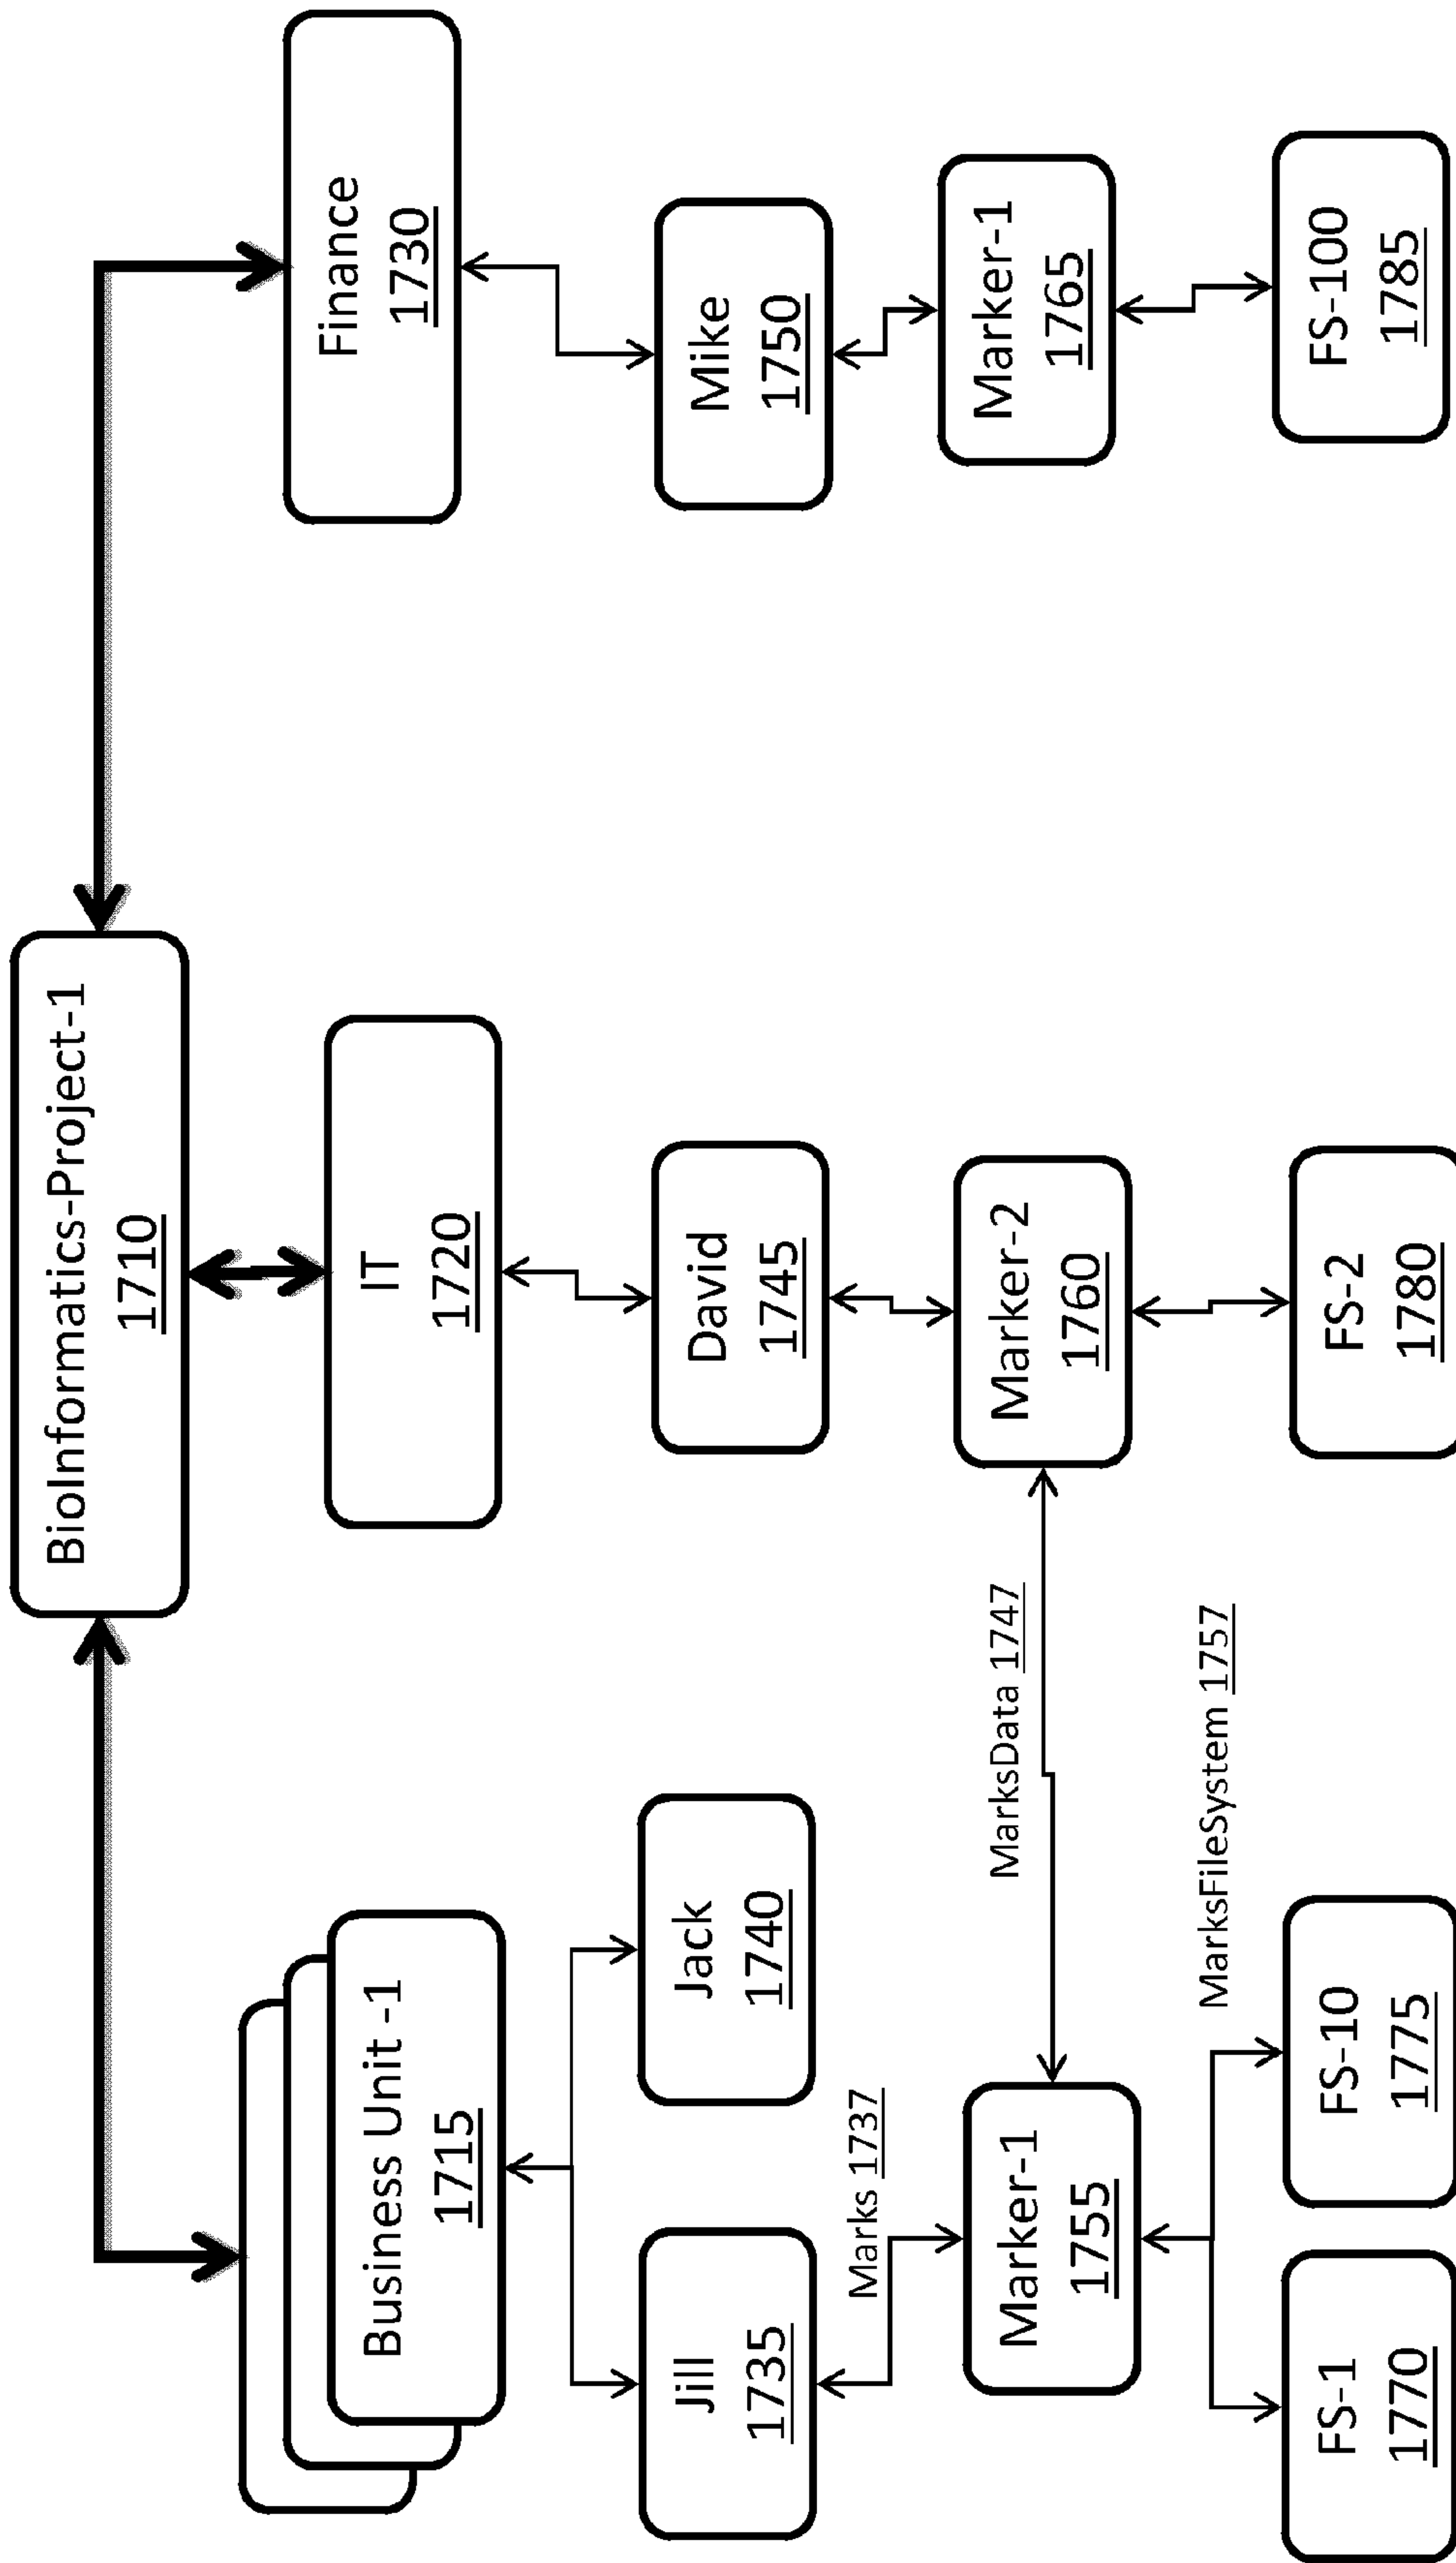 BioInformatics-Project-1
1710
Business Unit -1
1715
IT
1720
Finance
1730
Jill
1735
Jack
1740
David
1745
Mike
1750
Marks 1737
MarksData 1747
Marker-1
1755
Marker-2
1760
Marker-1
1765
MarksFileSystem 1757
FS-1
1770
FS-10
1775
FS-2
1780
FS-100
1785